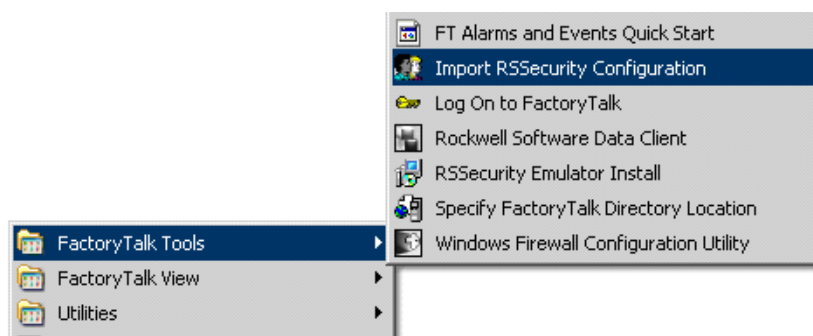 FT Alarms and Events Quick Start
Import RSSecurity Configuration
Log On to FactoryTalk
Rockwell Software Data Client
RSSecurity Emulator Install
Specify FactoryTalk Directory Location
Windows Firewall Configuration Utility
FactoryTalk Tools
FactoryTalk View
Utilities